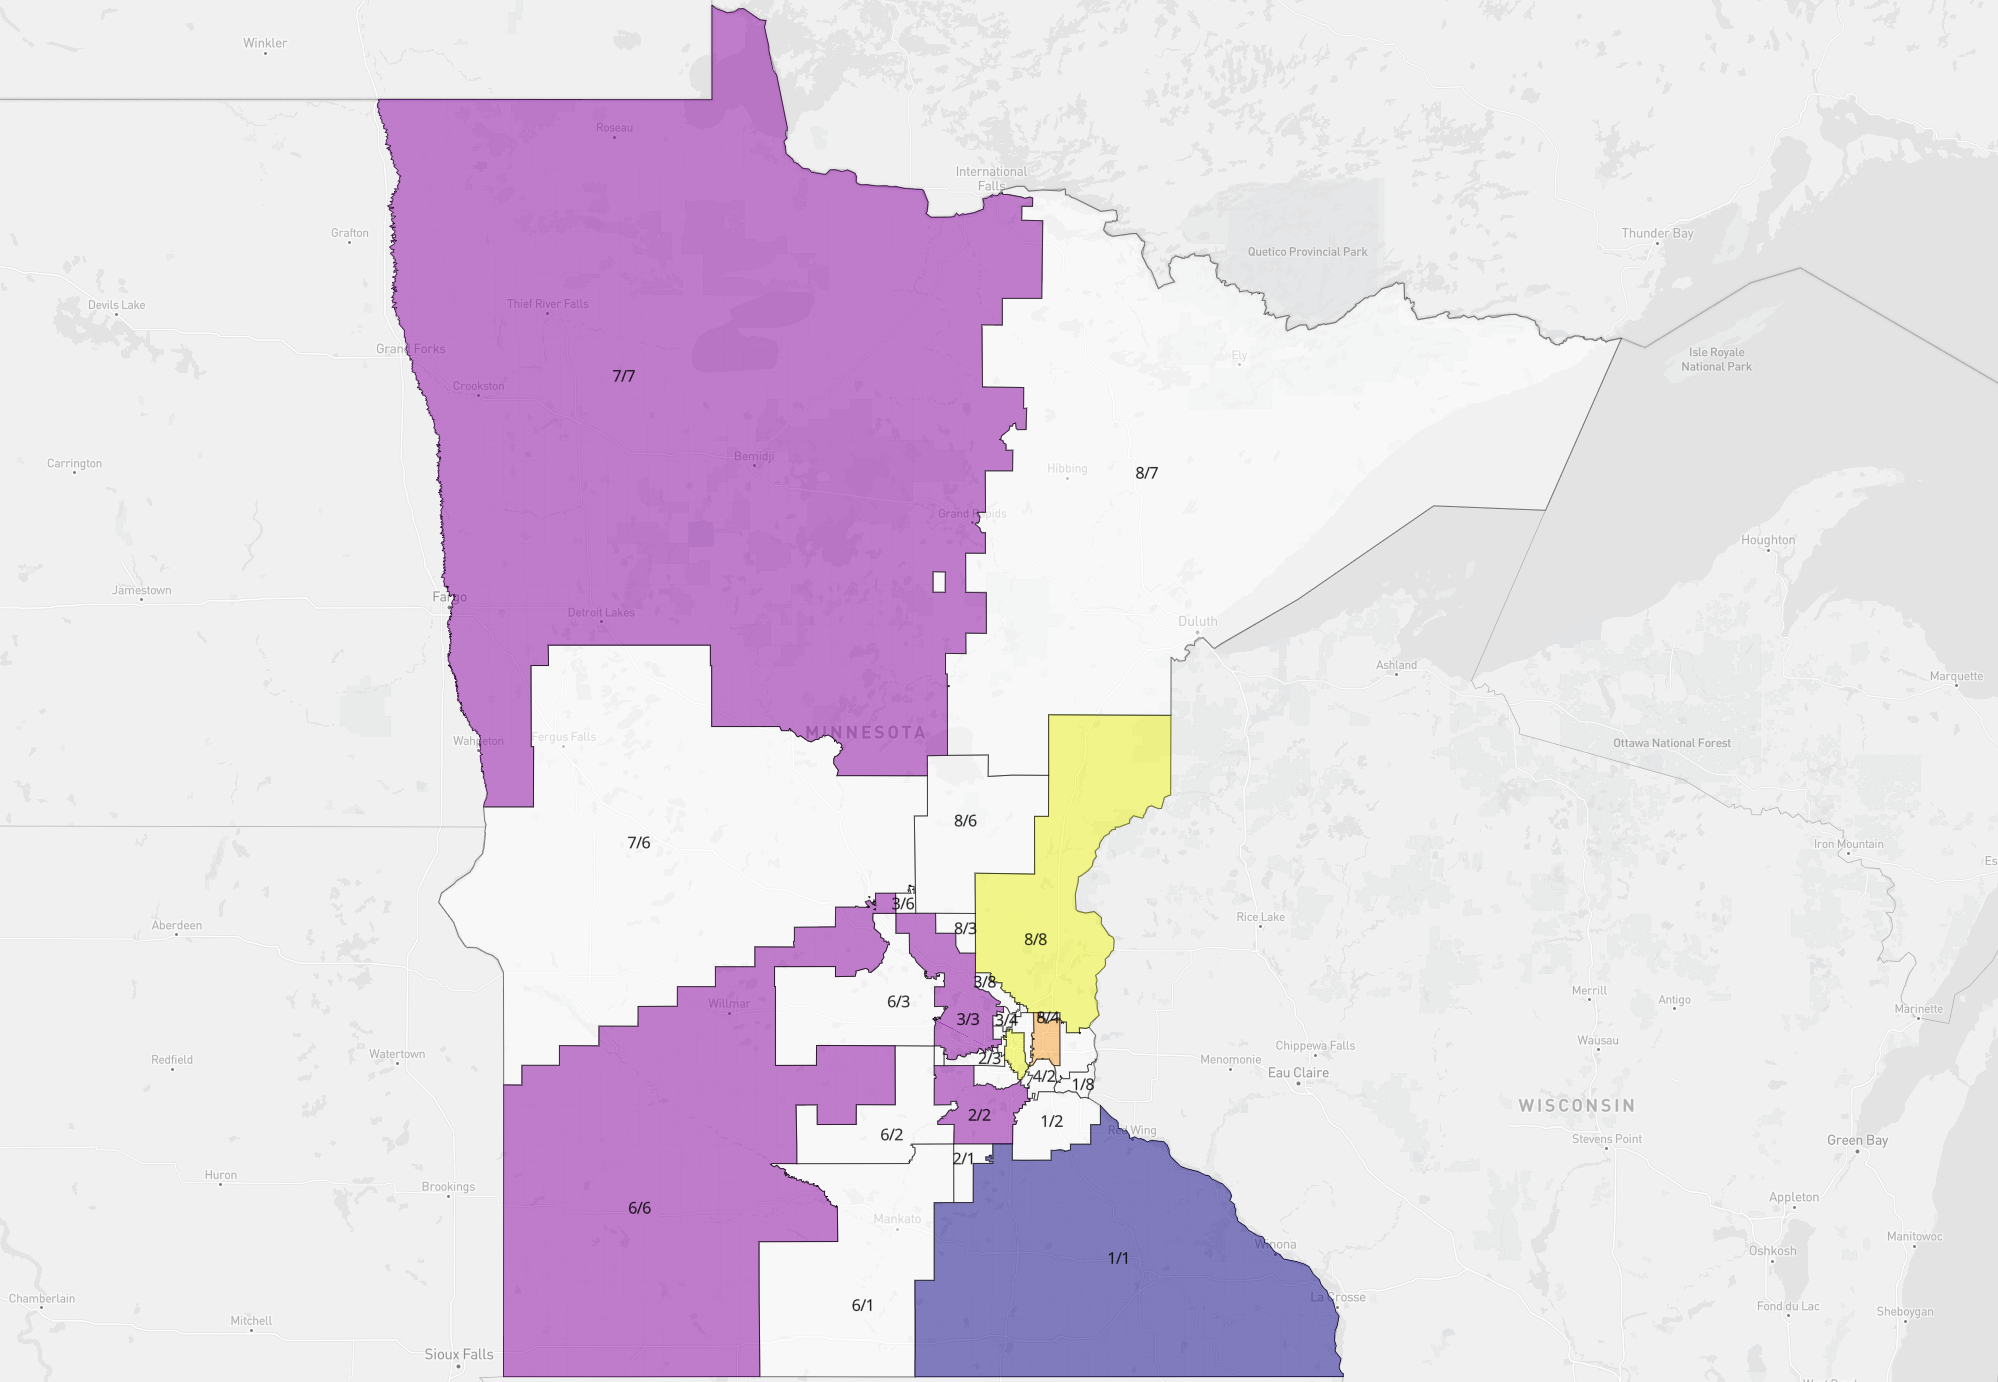 Winkler
Roseau
International
Falls
Grafton
Thunder Bay
Quetico Provincial Park
Devils Lake
Thief River Falls
Grand Forks
Isle Royale
National Park
Ely
7/7
Crookston
Bemidji
Carrington
Hibbing
8/7
Grand Rapids
Houghton
Jamestown
Fargo
Detroit Lakes
Duluth
Ashland
Marquette
MINNESOTA
Wahpeton
Fergus Falls
Ottawa National Forest
8/6
7/6
Iron Mountain
Es
3/6
Rice Lake
Aberdeen
8/3
8/8
3/8
Merrill
Antigo
Willmar
6/3
Marinette
3/3
3/4
8/4
Wausau
Chippewa Falls
Watertown
Redfield
2/3
Menomonie
Eau Claire
4/2
1/8
WISCONSIN
2/2
1/2
Red Wing
6/2
Stevens Point
Green Bay
2/1
Huron
Brookings
Appleton
6/6
Mankato
Manitowoc
Winona
Oshkosh
1/1
Chamberlain
La Crosse
6/1
Fond du Lac
Sheboygan
Mitchell
Sioux Falls